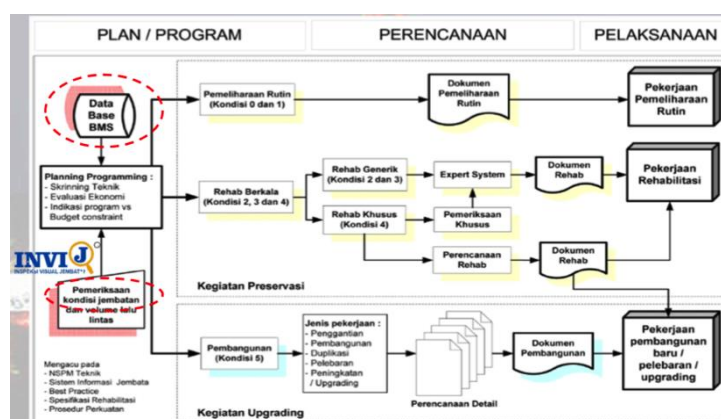 PLAN / PROGRAM
PERENCANAAN
PELAKSANAAN
Data
Base
BMS
Planning Programming :
- Skrinning Teknik
- Evaluasi Ekonomi
- Indikasi program vs
Budget constraint
INVIJ
INSPEKSI VISUAL JEMBATAN
Pemeriksaan
kondisi jembatan
dan volume lalu
lintas
Mengacu pada
- NSPM Teknik
- Sistem Informasi Jembata
- Best Practice
- Spesifikasi Rehabilitasi
- Prosedur Perkuatan
Pemeliharaan Rutin
(Kondisi 0 dan 1)
Dokumen
Pemeliharaan
Rutin
Pekerjaan
Pemeliharaan
Rutin
Rehab Berkala
(Kondisi 2, 3 dan 4)
Rehab Generik
(Kondisi 2 dan 3)
Expert System
Dokumen
Rehab
Pekerjaan
Rehabilitasi
Rehab Khusus
(Kondisi 4)
Pemeriksaan
Khusus
Perencanaan
Rehab
Dokumen
Rehab
Kegiatan Preservasi
Pembangunan
(Kondisi 5)
Jenis pekerjaan :
- Penggantian
- Pembangunan
- Duplikasi
- Pelebaran
- Peningkatan
/ Upgrading
Perencanaan Detail
Dokumen
Pembangunan
Pekerjaan
pembangunan
baru /
pelebaran /
upgrading
Kegiatan Upgrading